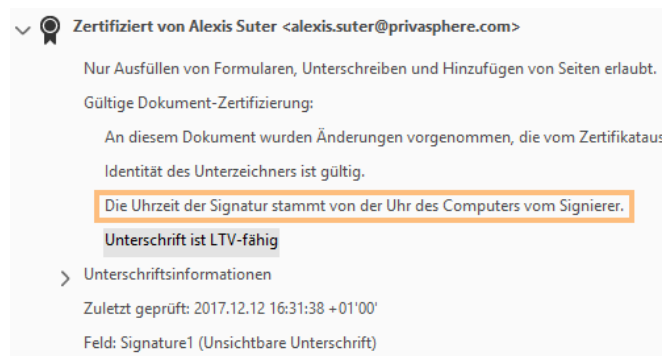 Zertifiziert von Alexis Suter <alexis.suter@privasphere.com>
Nur Ausfüllen von Formularen, Unterschreiben und Hinzufügen von Seiten erlaubt.
Gültige Dokument-Zertifizierung:
An diesem Dokument wurden Änderungen vorgenommen, die vom Zertifikataus
Identität des Unterzeichners ist gültig.
Die Uhrzeit der Signatur stammt von der Uhr des Computers vom Signierer.
Unterschrift ist LTV-fähig
Unterschriftsinformationen
Zuletzt geprüft: 2017.12.12 16:31:38 +01'00'
Feld: Signature1 (Unsichtbare Unterschrift)